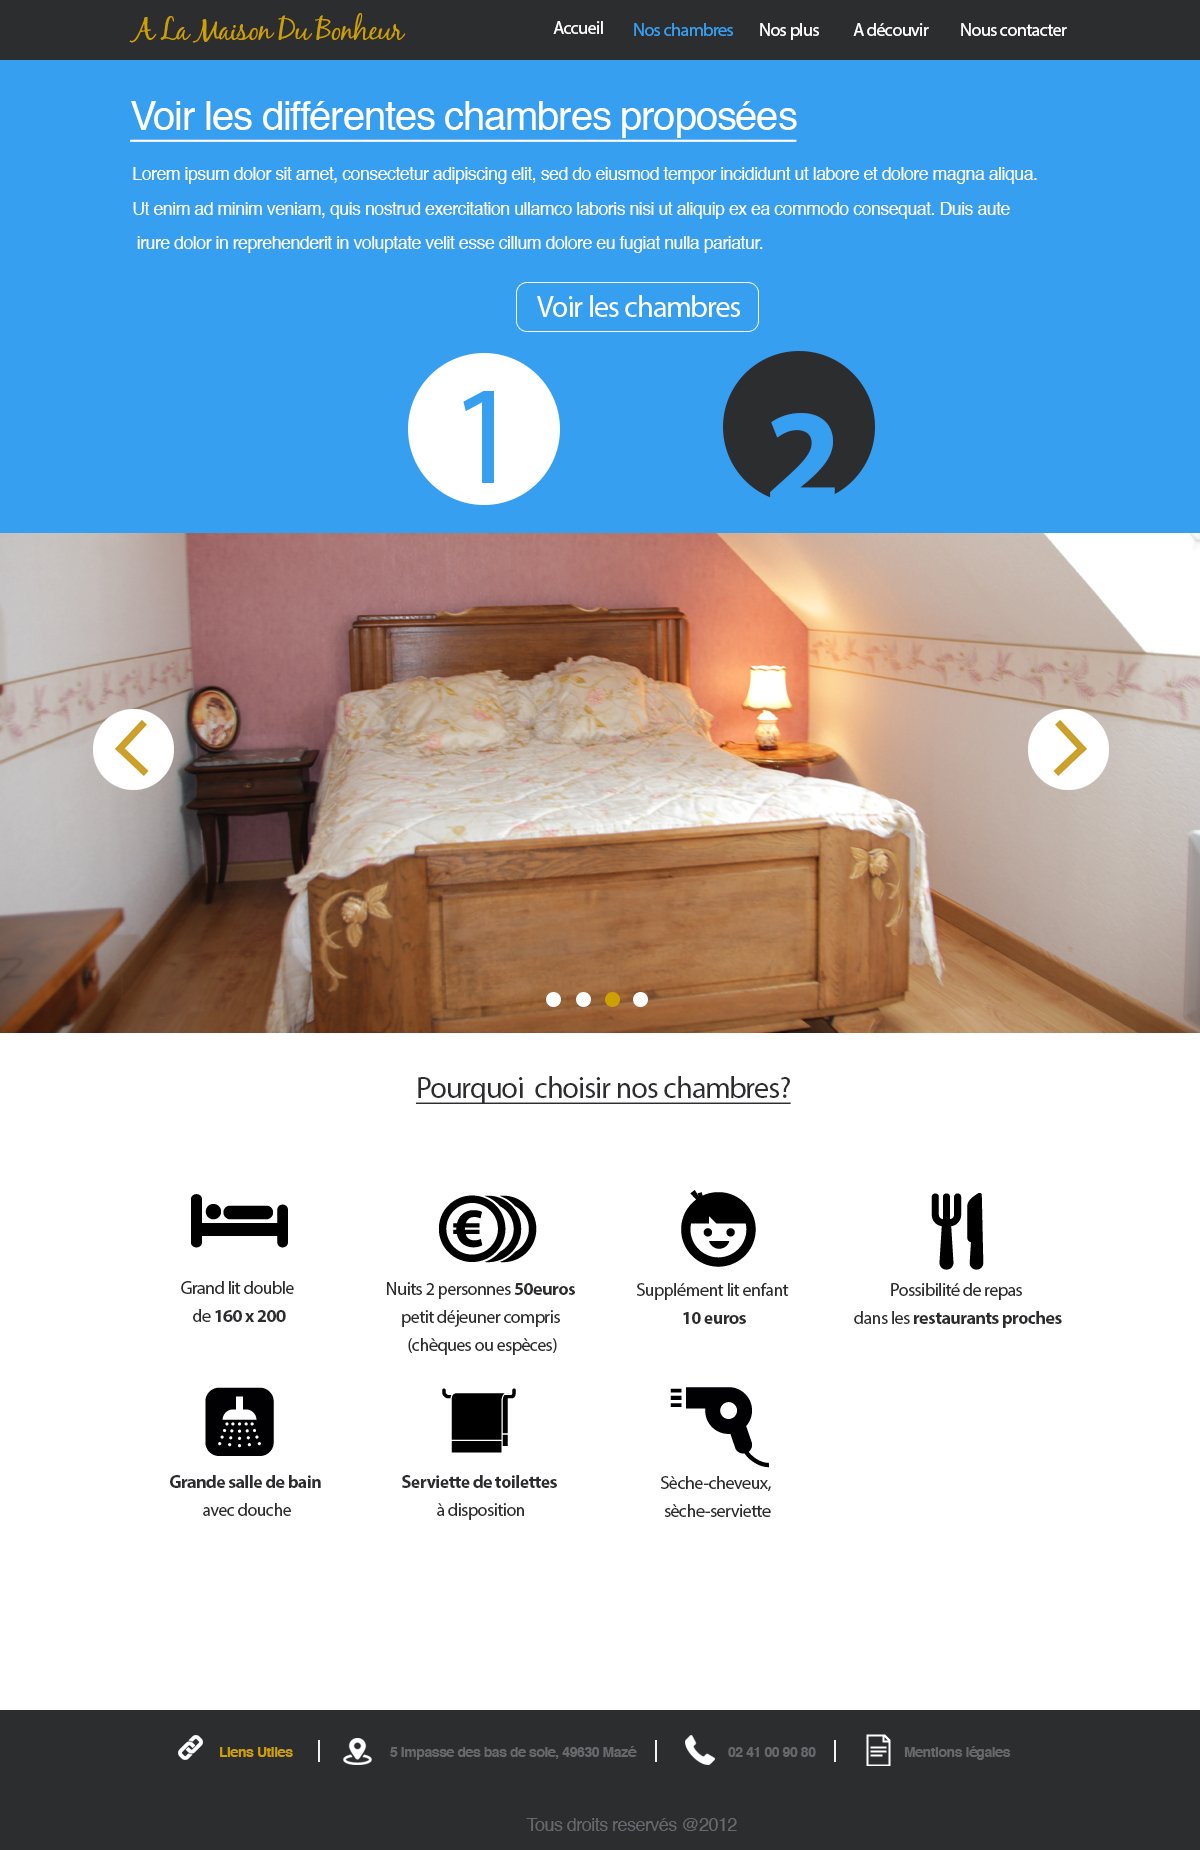 A La Maison Du Bonheur
Accueil
Nos chambres
Nos plus
A découvir
Nous contacter
Voir les différentes chambres proposées
Lorem ipsum dolor sit amet, consectetur adipiscing elit, sed do eiusmod tempor incididunt ut labore et dolore magna aliqua.
Ut enim ad minim veniam, quis nostrud exercitation ullamco laboris nisi ut aliquip ex ea commodo consequat. Duis aute
irure dolor in reprehenderit in voluptate velit esse cillum dolore eu fugiat nulla pariatur.
Voir les chambres
1
2
Pourquoi choisir nos chambres?
Grand lit double
de 160 x 200
Nuits 2 personnes 50euros
petit déjeuner compris
(chèques ou espèces)
Supplément lit enfant
10 euros
Possibilité de repas
dans les restaurants proches
Grande salle de bain
avec douche
Serviette de toilettes
à disposition
Sèche-cheveux,
sèche-serviette
Liens Utiles
5 Impasse des bas de soie, 49630 Mazé
02 41 00 90 80
Mentions légales
Tous droits reservés @2012